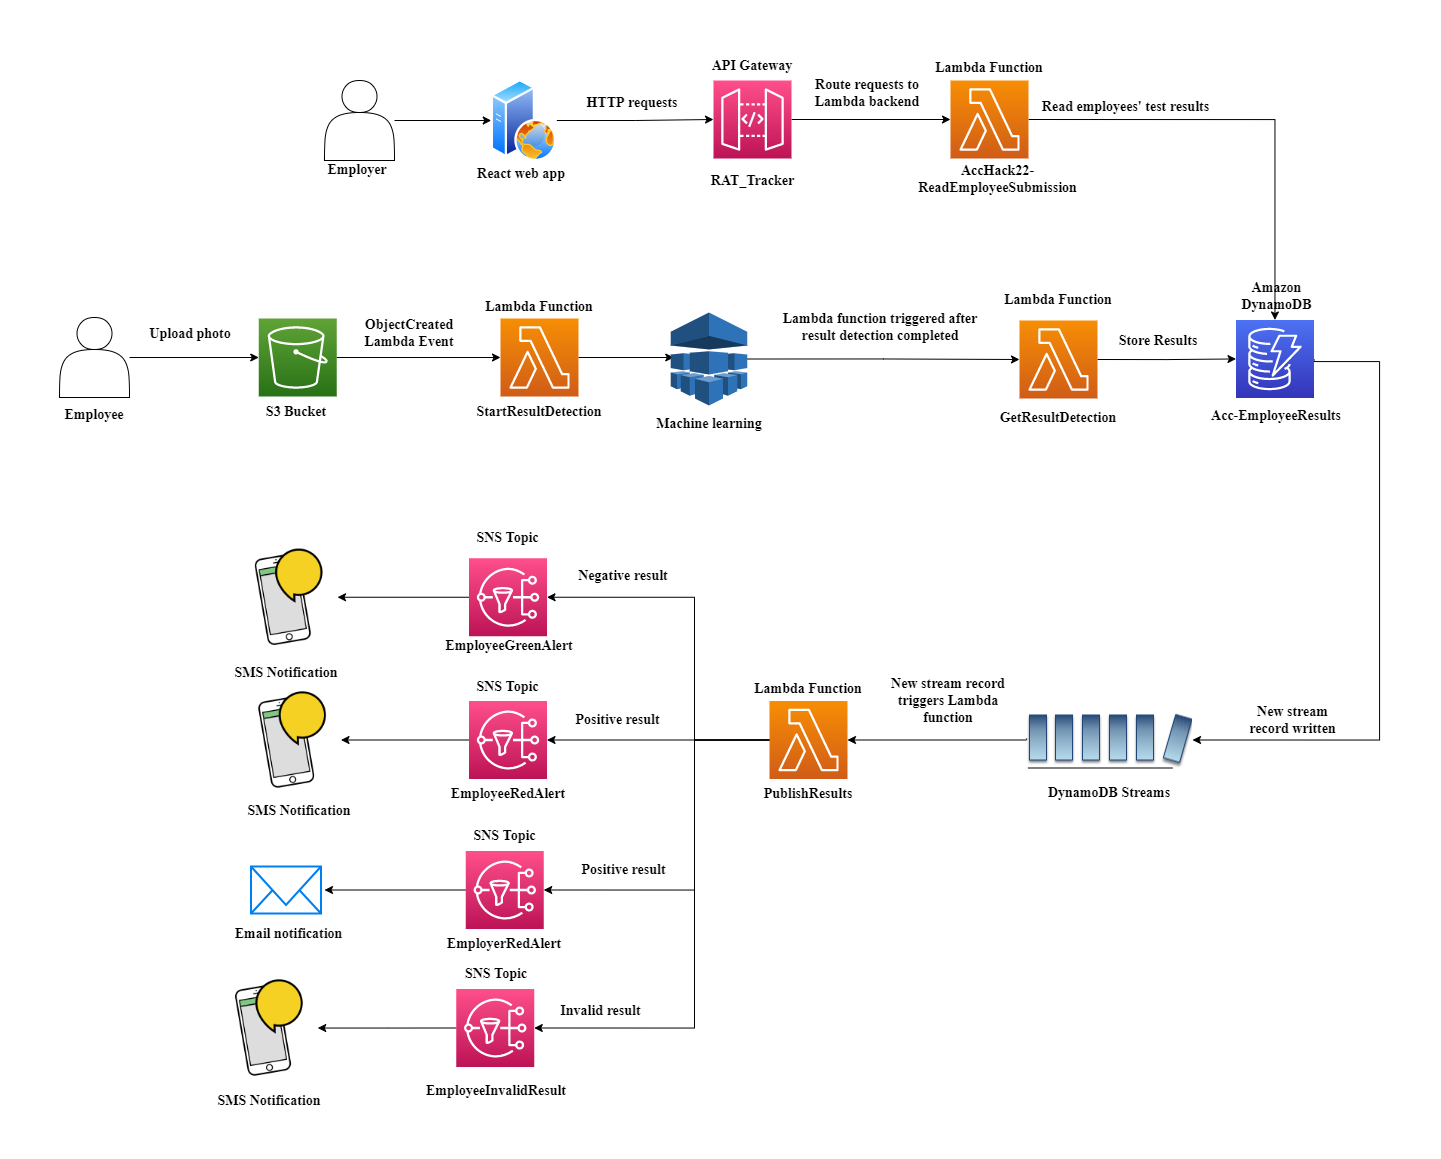 API Gateway
Lambda Function
Route requests to
Lambda backend
HTTP requests
Read employees' test results
Employer
React web app
RAT_Tracker
AccHack22-
ReadEmployeeSubmission
Amazon
DynamoDB
Lambda Function
Lambda Function
Upload photo
ObjectCreated
Lambda Event
Lambda function triggered after
result detection completed
Store Results
Employee
S3 Bucket
StartResultDetection
Machine learning
GetResultDetection
Acc-EmployeeResults
SNS Topic
Negative result
EmployeeGreenAlert
SMS Notification
SNS Topic
Lambda Function
New stream record
triggers Lambda
function
Positive result
New stream
record written
EmployeeRedAlert
PublishResults
DynamoDB Streams
SMS Notification
SNS Topic
Positive result
Email notification
EmployerRedAlert
SNS Topic
Invalid result
EmployeeInvalidResult
SMS Notification